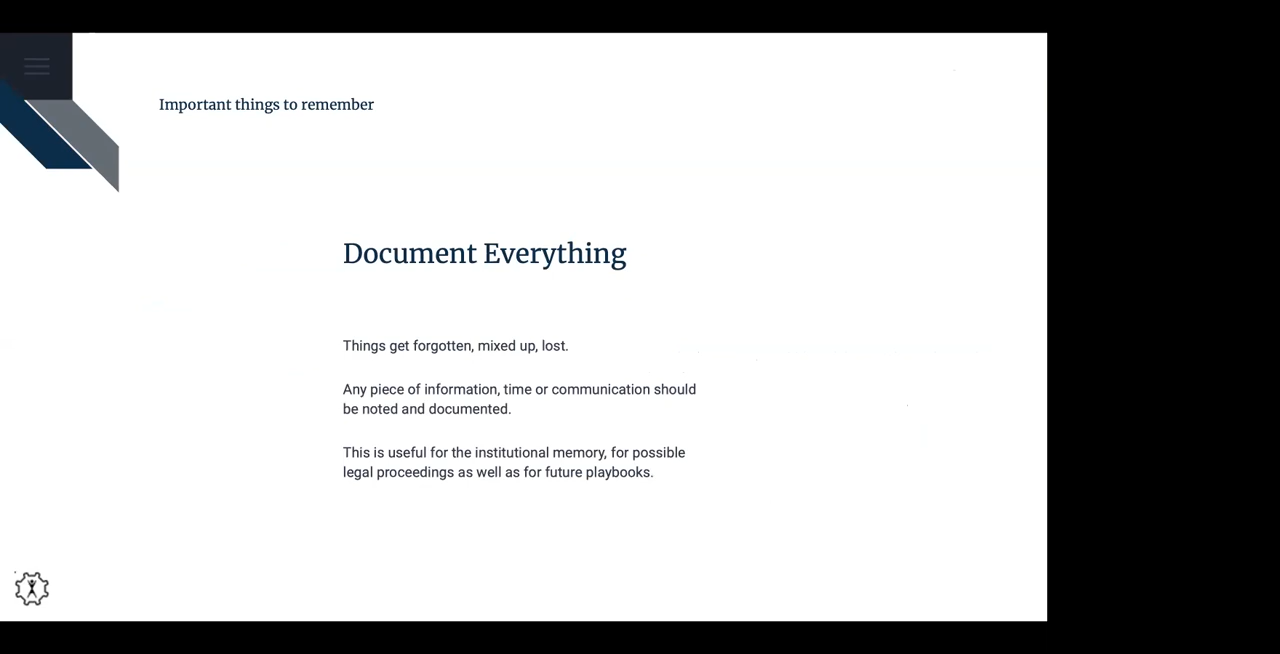 Important things to remember
Document Everything
Things get forgotten, mixed up, lost.
Any piece of information, time or communication should
be noted and documented.
This is useful for the institutional memory, for possible
legal proceedings as well as for future playbooks.